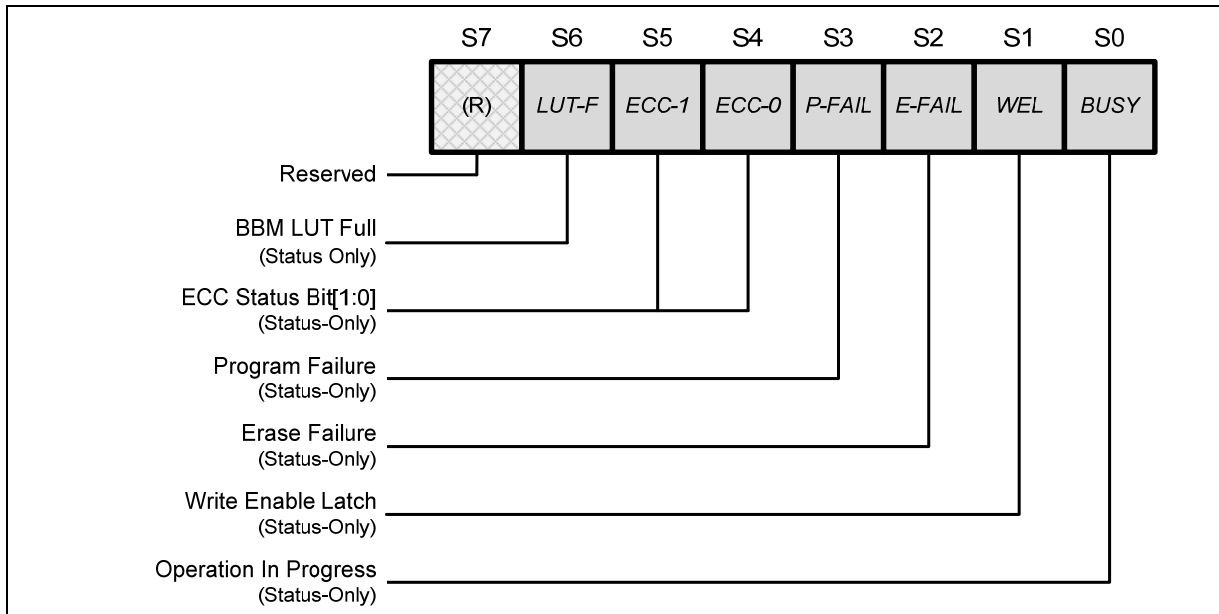 S7 S6 S5 S4 S3 S2 S1 S0
(R) LUT-F ECC-1 ECC-0 P-FAIL E-FAIL WEL BUSY
Reserved
BBM LUT Full
(Status Only)
ECC Status Bit[1:0]
(Status-Only)
Program Failure
(Status-Only)
Erase Failure
(Status-Only)
Write Enable Latch
(Status-Only)
Operation In Progress
(Status-Only)